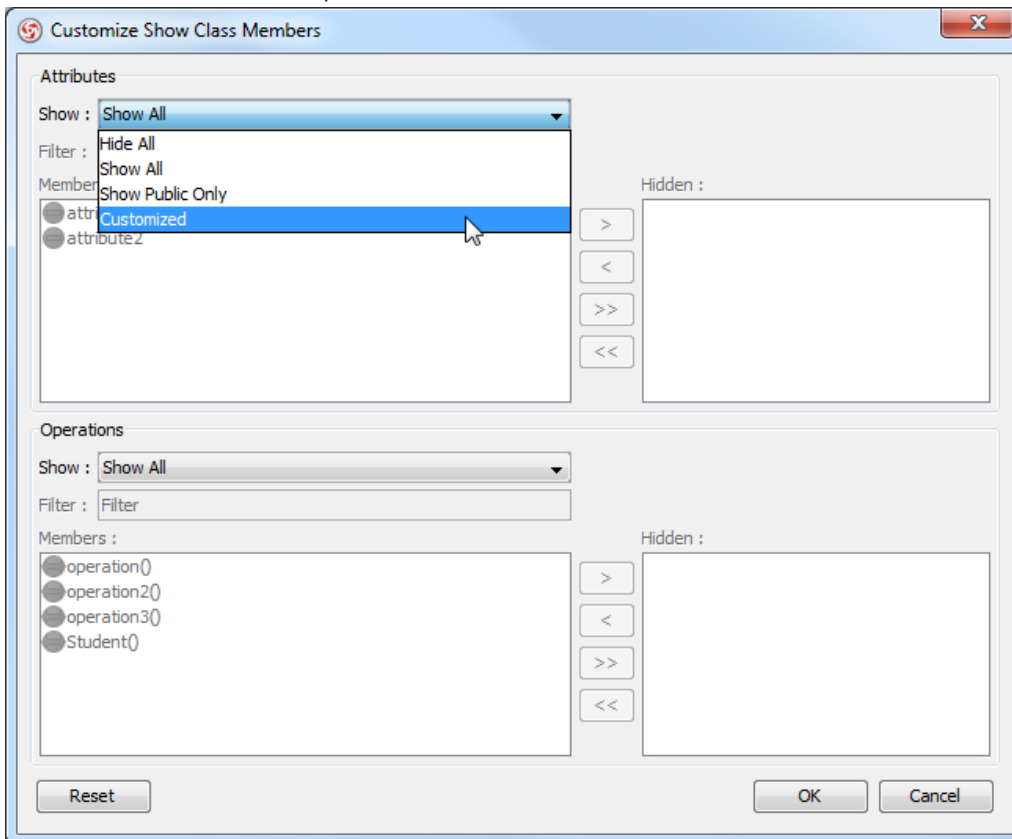 Customize Show Class Members
Attributes
Show : Show All
Hide All
Filter :
Show All
Member
Hidden :
Show Public Only
attri
Customized
attribute2
>
<
>>
<<
Operations
Show : Show All
Filter : Filter
Members :
Hidden :
operation()
operation2()
operation3()
Student()
>
<
>>
<<
Reset
OK
Cancel